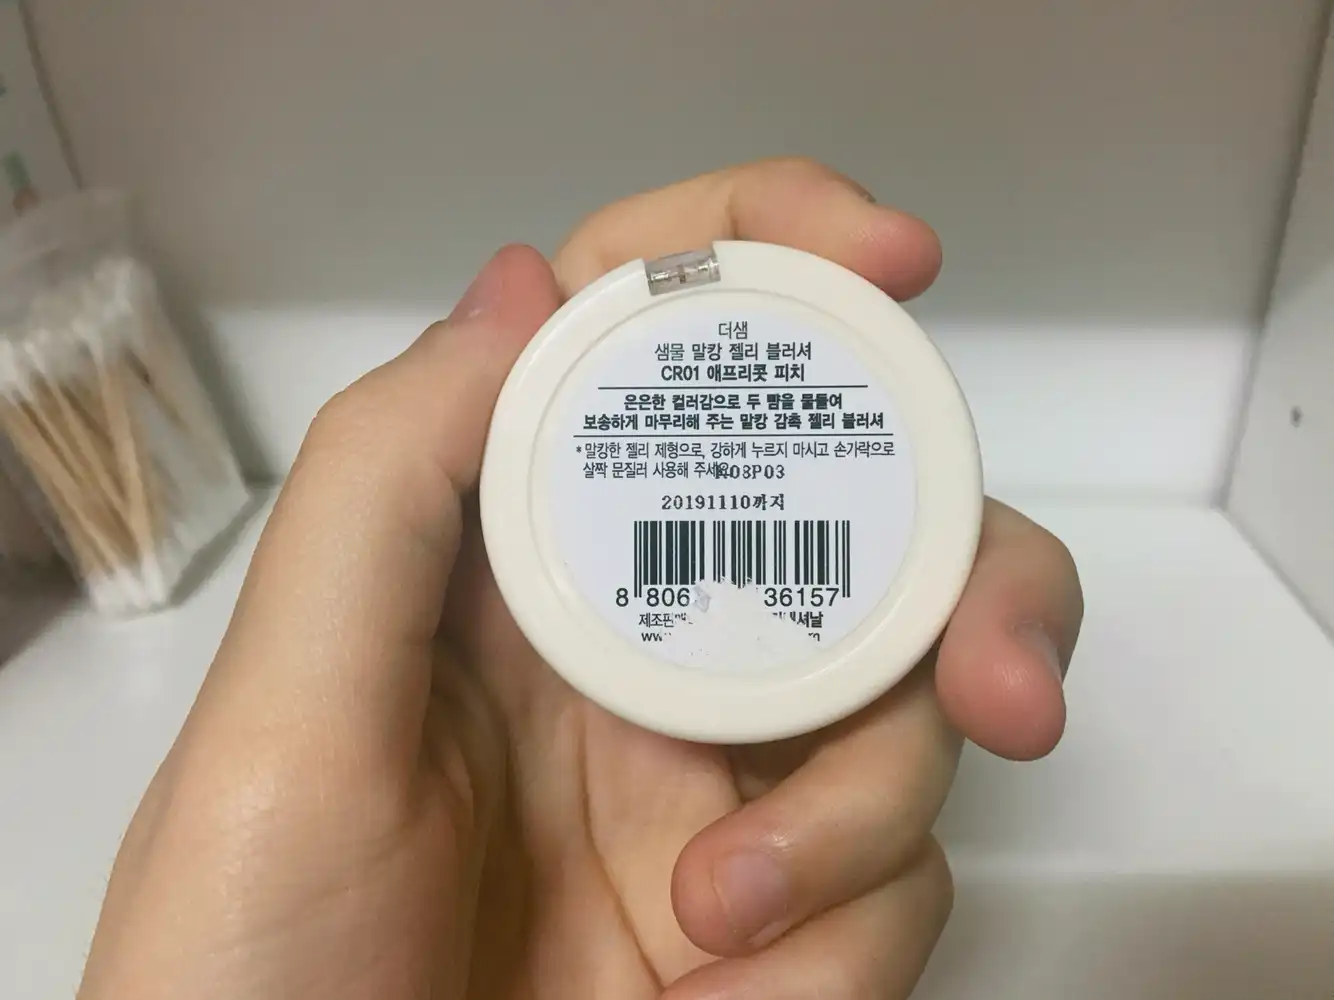 더샘
샘물 말캉 젤리 블러셔
CR01 애프리콧 피치
은은한 컬러감으로 두 뺨을 물들여
보송하게 마무리해 주는 말캉 감촉 젤리 블러셔
*말캉한 젤리 제형으로, 강하게 누르지 마시고 손가락으로
살짝 문질러 사용해 주세요 08P03
20191110까지
8 806 36157